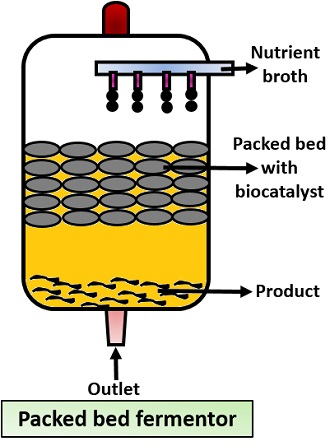 Nutrient
broth
Packed bed
with
biocatalyst
Product
Outlet
Packed bed fermentor